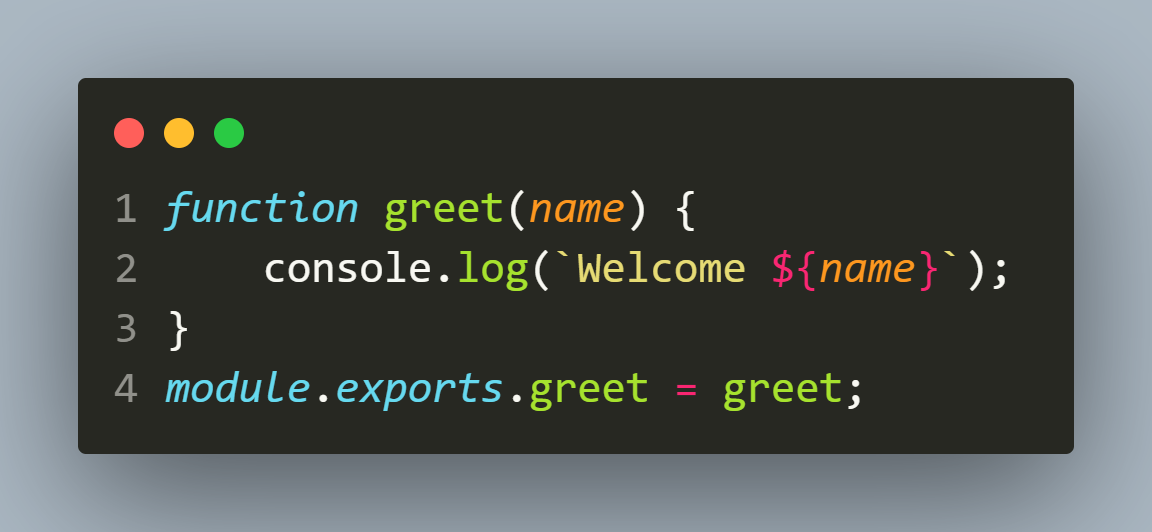 1 function greet(name) {
2     console.log(`Welcome ${name}`);
3 }
4 module.exports.greet = greet;